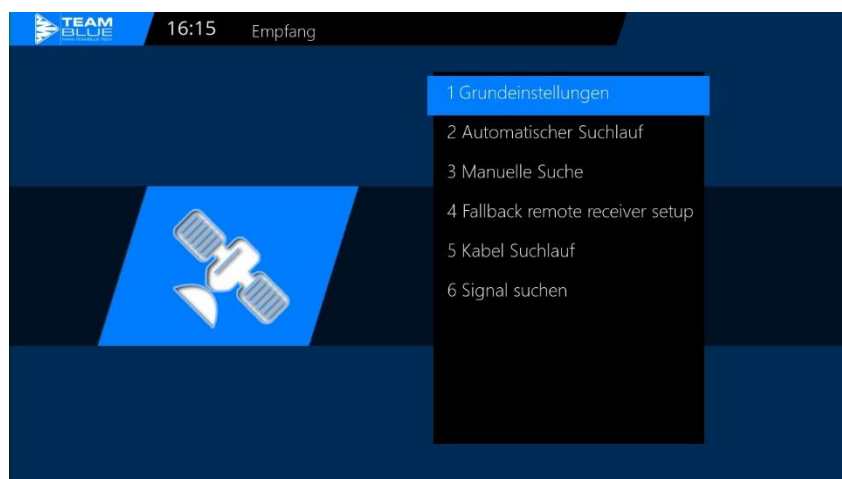 TEAM
BLUE
16:15
Empfang
1 Grundeinstellungen
2 Automatischer Suchlauf
3 Manuelle Suche
4 Fallback remote receiver setup
5 Kabel Suchlauf
6 Signal suchen